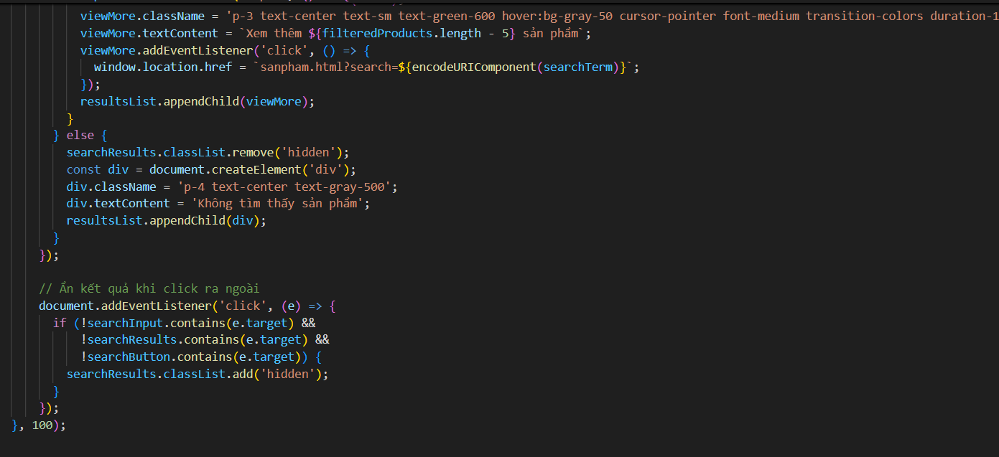 viewMore.className = 'p-3 text-center text-sm text-green-600 hover:bg-gray-50 cursor-pointer font-medium transition-colors duration-1
viewMore.textContent = `Xem thêm ${filteredProducts.length - 5} sản phẩm`;
viewMore.addEventListener('click', () => {
window.location.href = `sanpham.html?search=${encodeURIComponent(searchTerm)}`;
});
resultsList.appendChild(viewMore);
}
} else {
searchResults.classList.remove('hidden');
const div = document.createElement('div');
div.className = 'p-4 text-center text-gray-500';
div.textContent = 'Không tìm thấy sản phẩm';
resultsList.appendChild(div);
}
});
// Ẩn kết quả khi click ra ngoài
document.addEventListener('click', (e) => {
if (!searchInput.contains(e.target) &&
!searchResults.contains(e.target) &&
!searchButton.contains(e.target)) {
searchResults.classList.add('hidden');
}
});
}, 100);